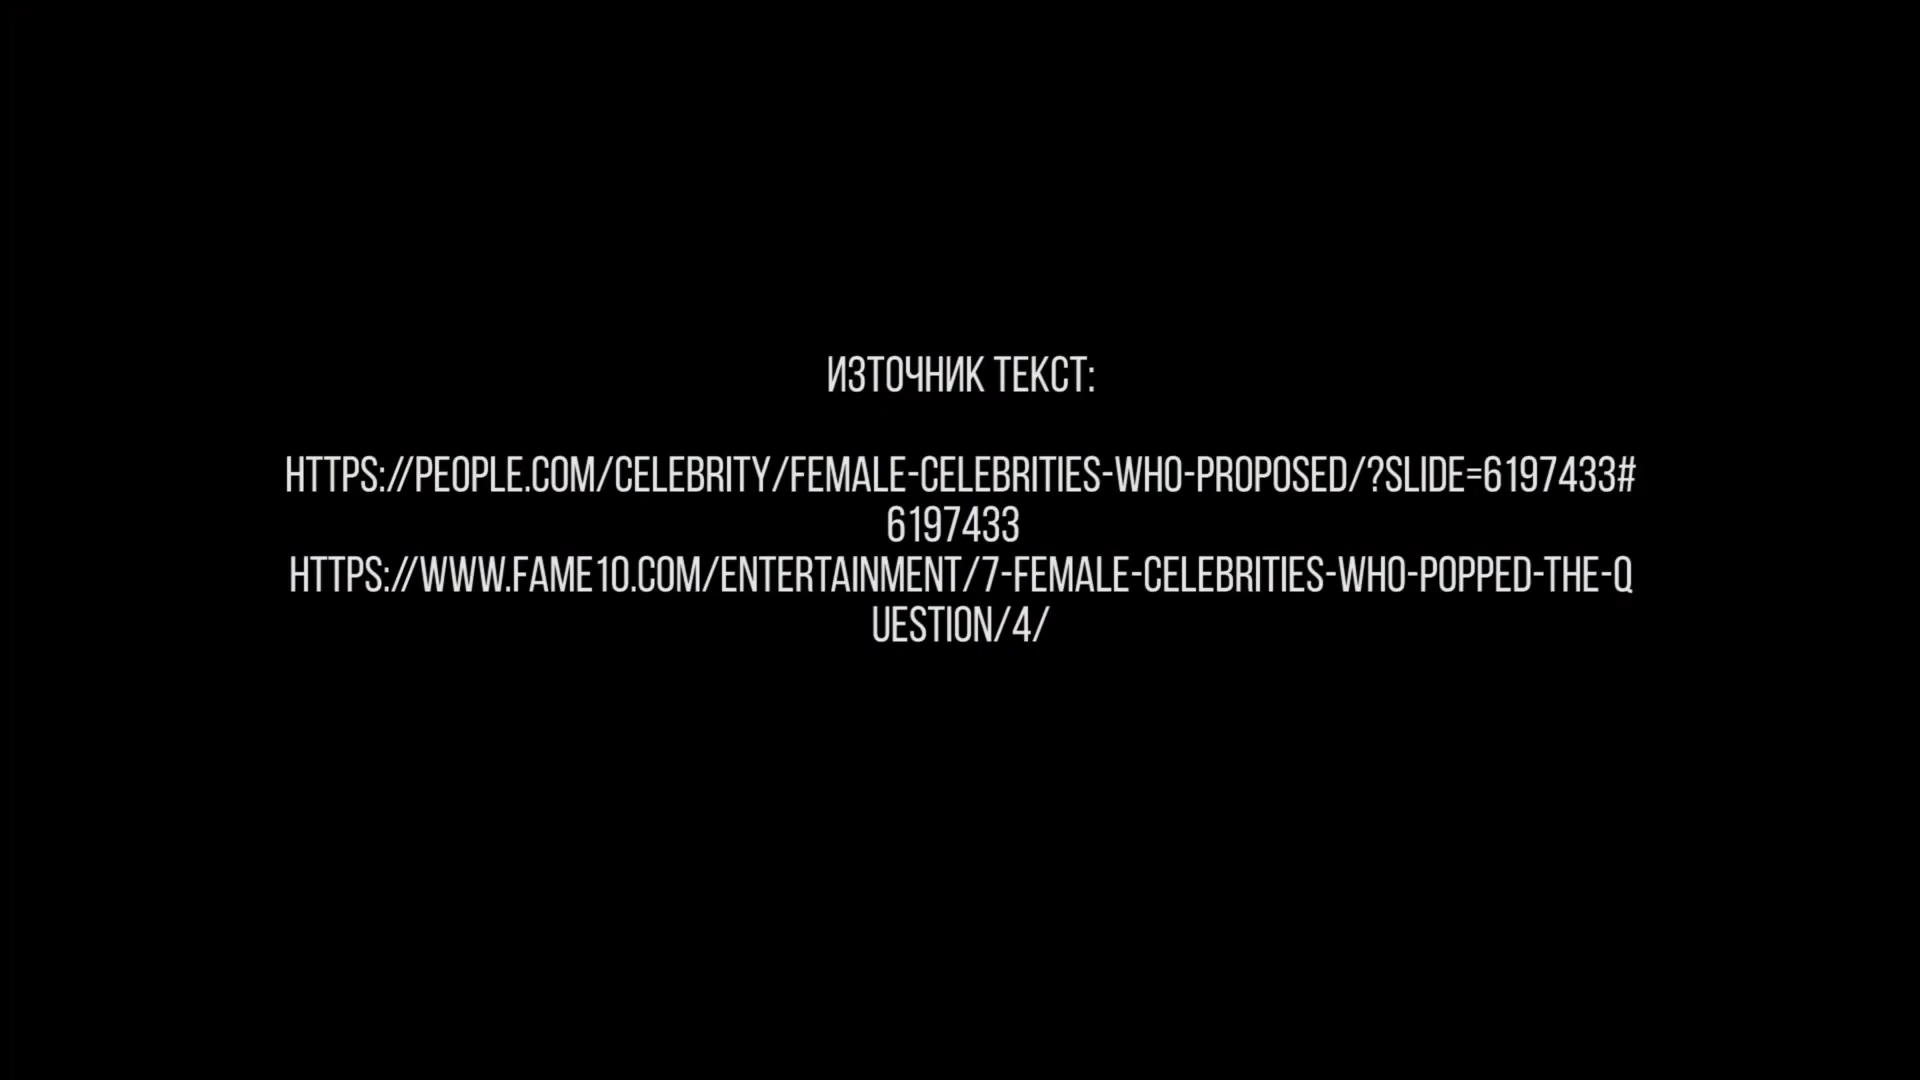 ИЗТОЧНИК ТЕКСТ:
HTTPS://PEOPLE.COM/CELEBRITY/FEMALE-CELEBRITIES-WHO-PROPOSED/?SLIDE=6197433#
6197433
HTTPS://WWW.FAME10.COM/ENTERTAINMENT/7-FEMALE-CELEBRITIES-WHO-POPPED-THE-Q
UESTION/4/